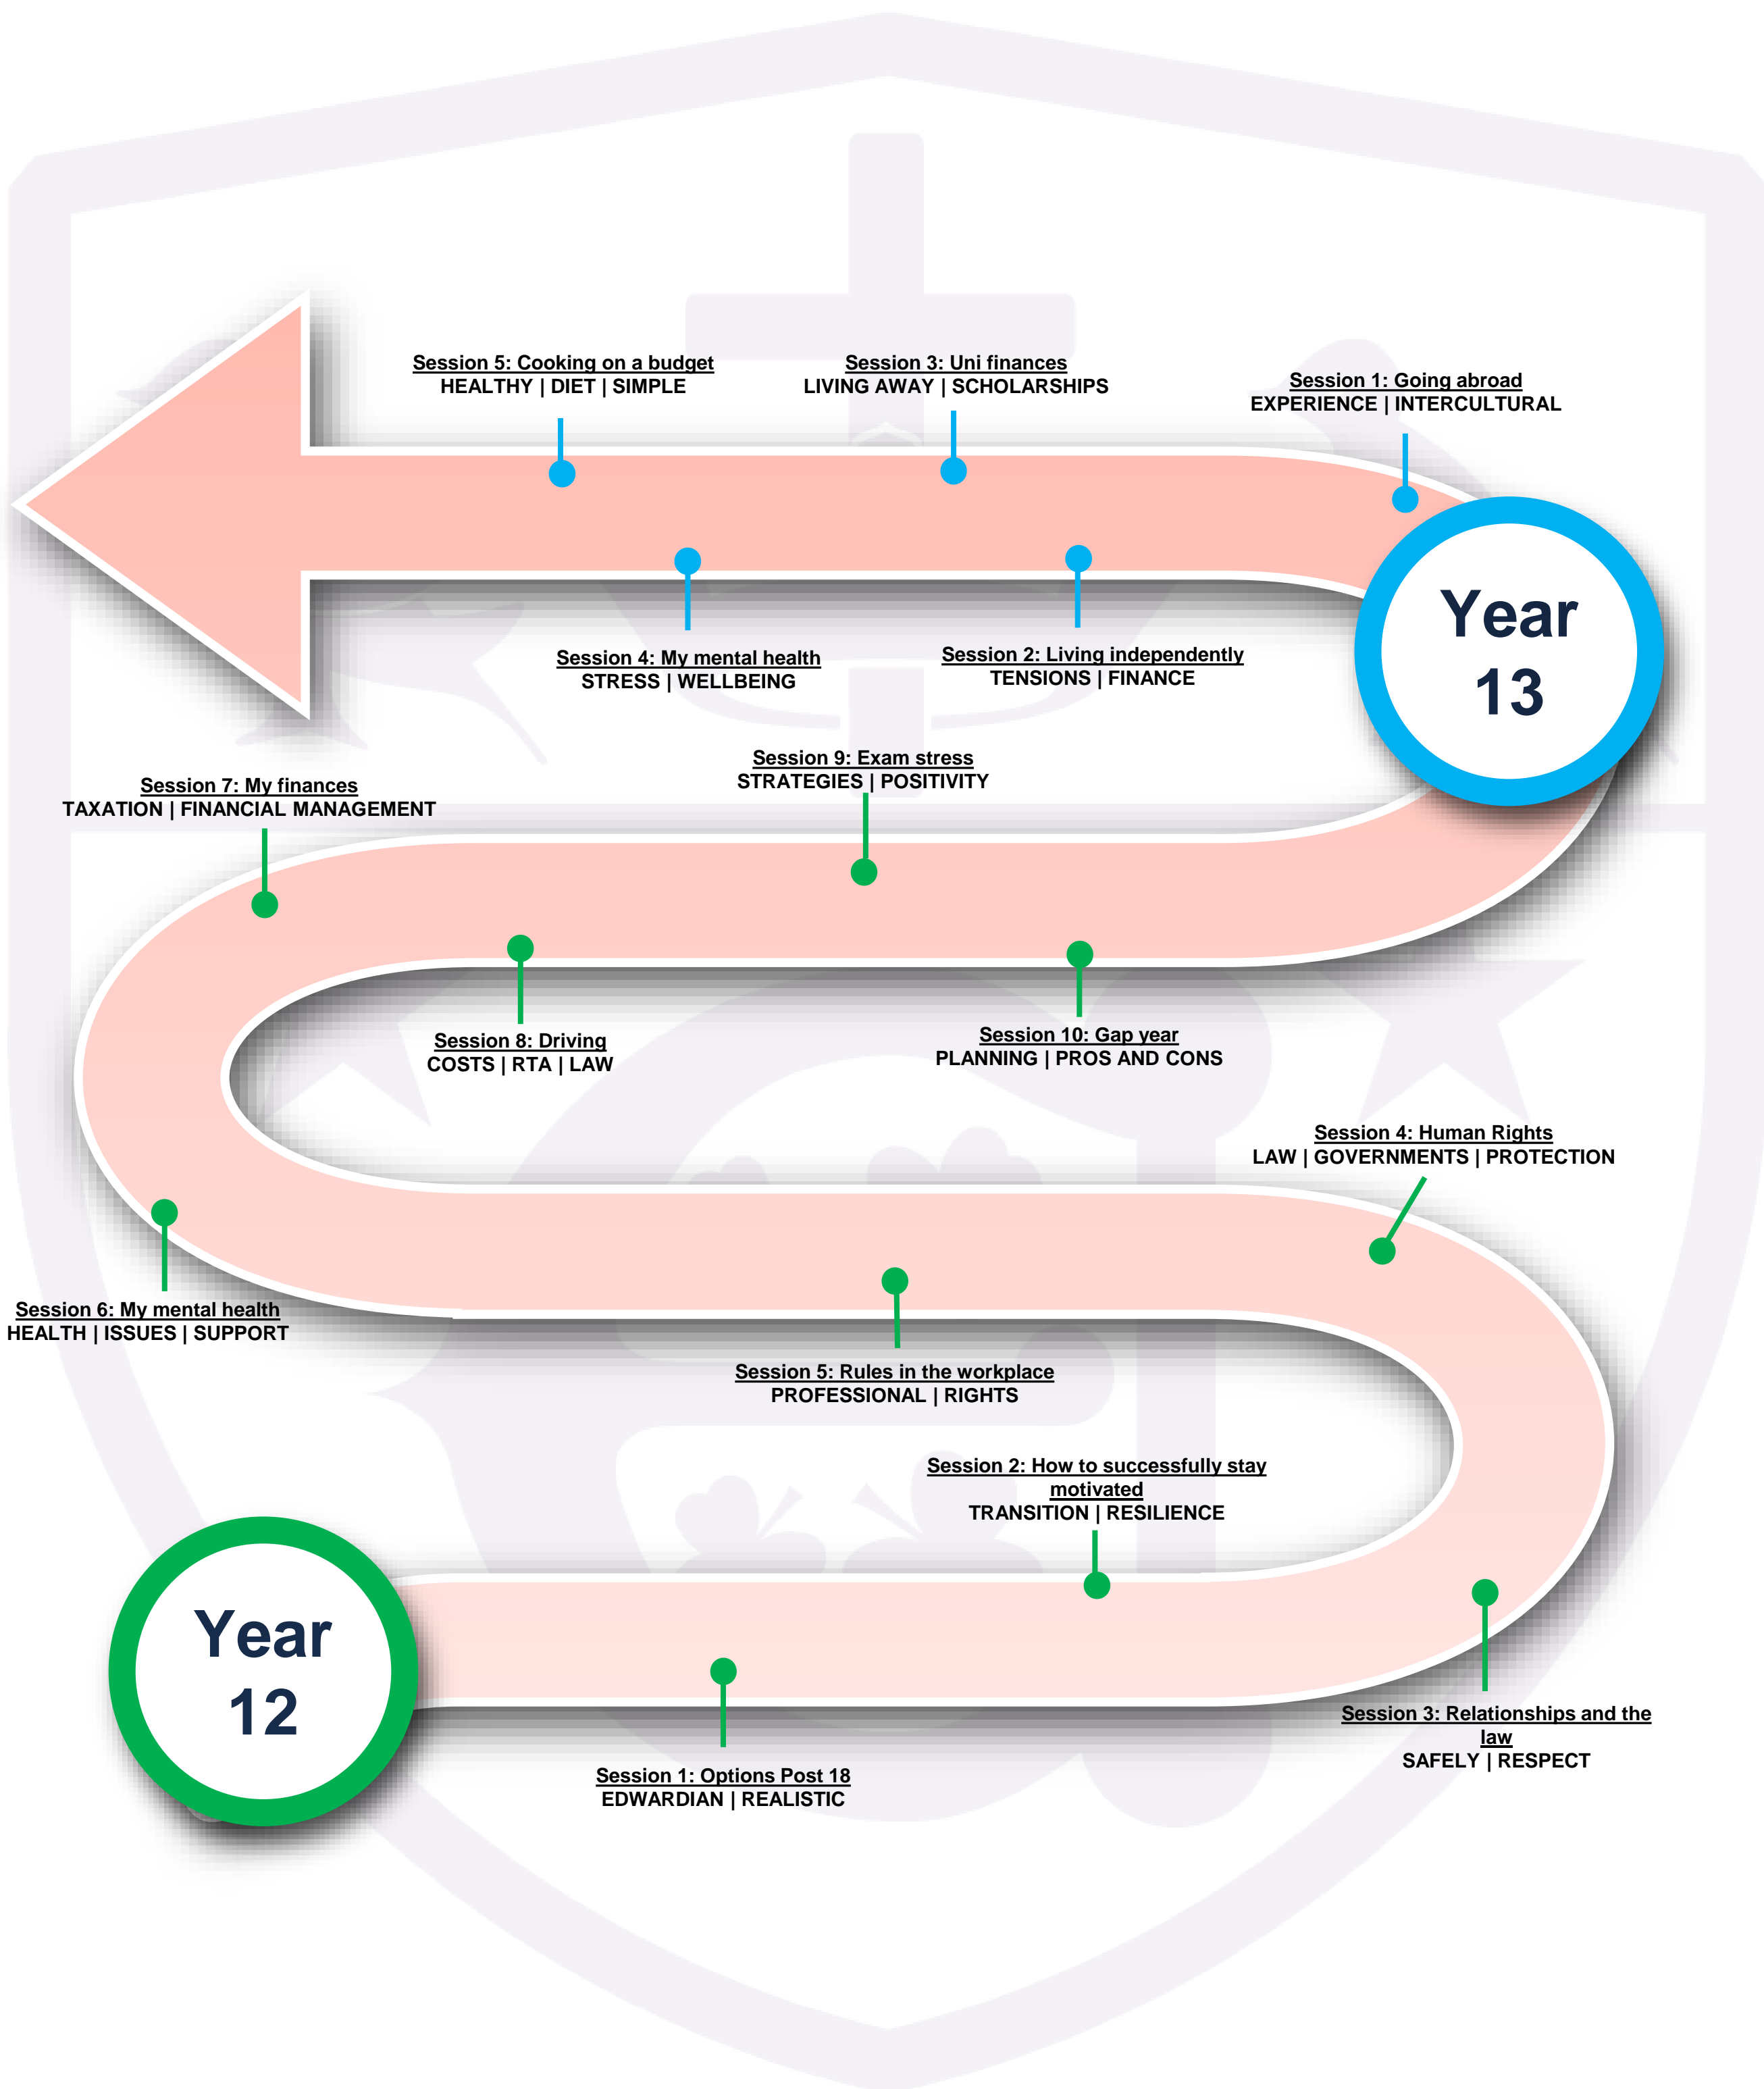 Session 5: Cooking on a budget
HEALTHY | DIET | SIMPLE
Session 3: Uni finances
LIVING AWAY | SCHOLARSHIPS
Session 1: Going abroad
EXPERIENCE | INTERCULTURAL
Year
13
Session 4: My mental health
STRESS | WELLBEING
Session 2: Living independently
TENSIONS | FINANCE
Session 7: My finances
TAXATION | FINANCIAL MANAGEMENT
Session 9: Exam stress
STRATEGIES | POSITIVITY
Session 8: Driving
COSTS | RTA | LAW
Session 10: Gap year
PLANNING | PROS AND CONS
Session 4: Human Rights
LAW | GOVERNMENTS | PROTECTION
Session 6: My mental health
HEALTH | ISSUES | SUPPORT
Session 5: Rules in the workplace
PROFESSIONAL | RIGHTS
Session 2: How to successfully stay
motivated
TRANSITION | RESILIENCE
Year
12
Session 3: Relationships and the
law
SAFELY | RESPECT
Session 1: Options Post 18
EDWARDIAN | REALISTIC